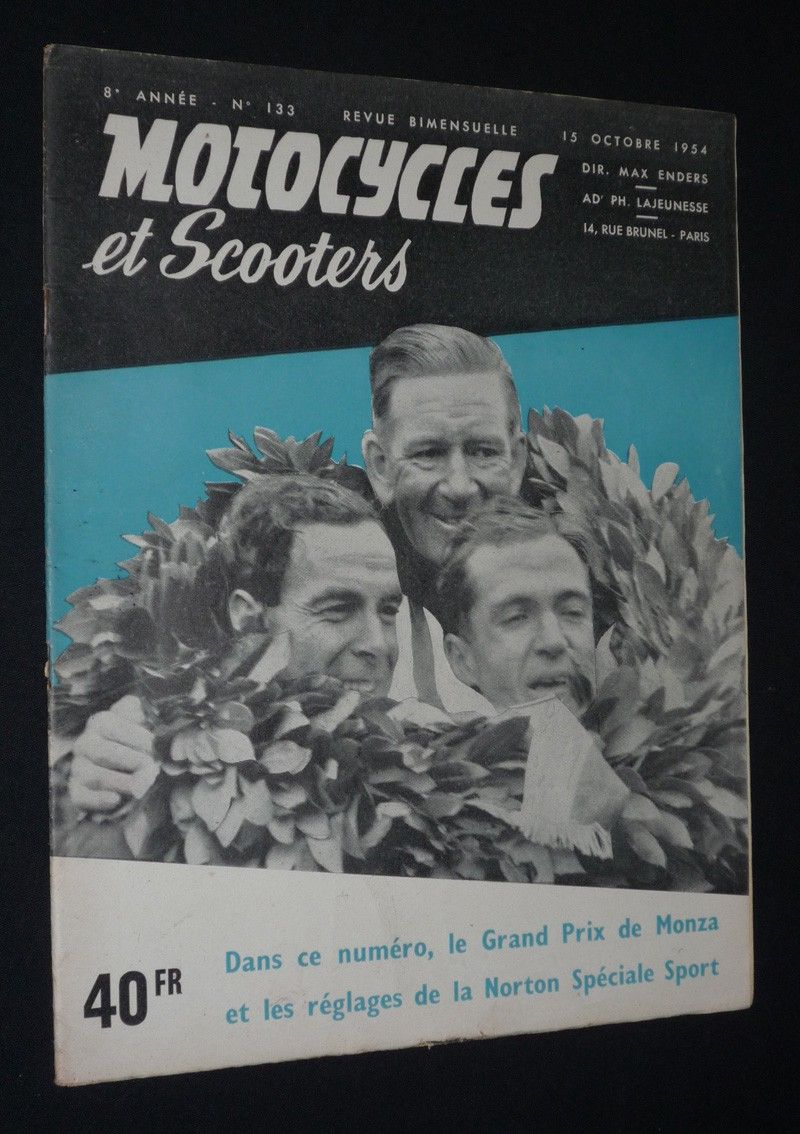 8e ANNÉE - N° 133 REVUE BIMENSUELLE 15 OCTOBRE 1954
MOTOCYCLES
et Scooters
DIR. MAX ENDERS
ADr PH. LAJEUNESSE
14, RUE BRUNEL - PARIS
40 FR
Dans ce numéro, le Grand Prix de Monza
et les réglages de la Norton Spéciale Sport